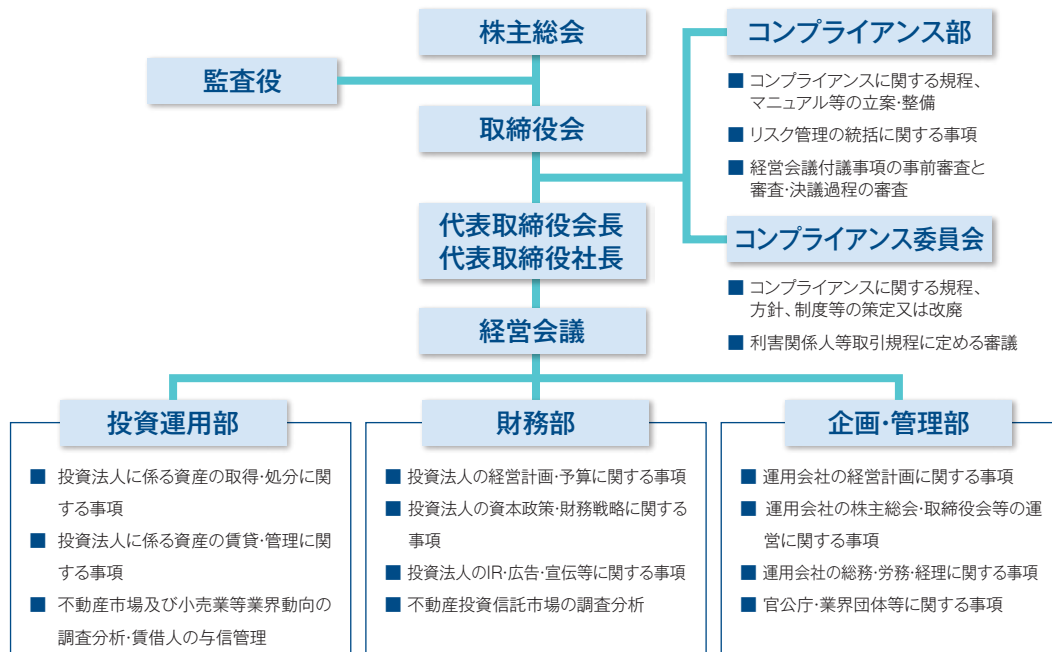 株主総会
監査役
取締役会
代表取締役会長
代表取締役社長
経営会議
コンプライアンス部
■ コンプライアンスに関する規程、
マニュアル等の立案・整備
■ リスク管理の統括に関する事項
■ 経営会議付議事項の事前審査と
審査・決議過程の審査
コンプライアンス委員会
■ コンプライアンスに関する規程、
方針、制度等の策定又は改廃
■ 利害関係人等取引規程に定める審議
投資運用部
■ 投資法人に係る資産の取得・処分に関
する事項
■ 投資法人に係る資産の賃貸・管理に関
する事項
■ 不動産市場及び小売業等業界動向の
調査分析・賃借人の与信管理
財務部
■ 投資法人の経営計画・予算に関する事項
■ 投資法人の資本政策・財務戦略に関する
事項
■ 投資法人のIR・広告・宣伝等に関する事項
■ 不動産投資信託市場の調査分析
企画・管理部
■ 運用会社の経営計画に関する事項
■ 運用会社の株主総会・取締役会等の運
営に関する事項
■ 運用会社の総務・労務・経理に関する事項
■ 官公庁・業界団体等に関する事項